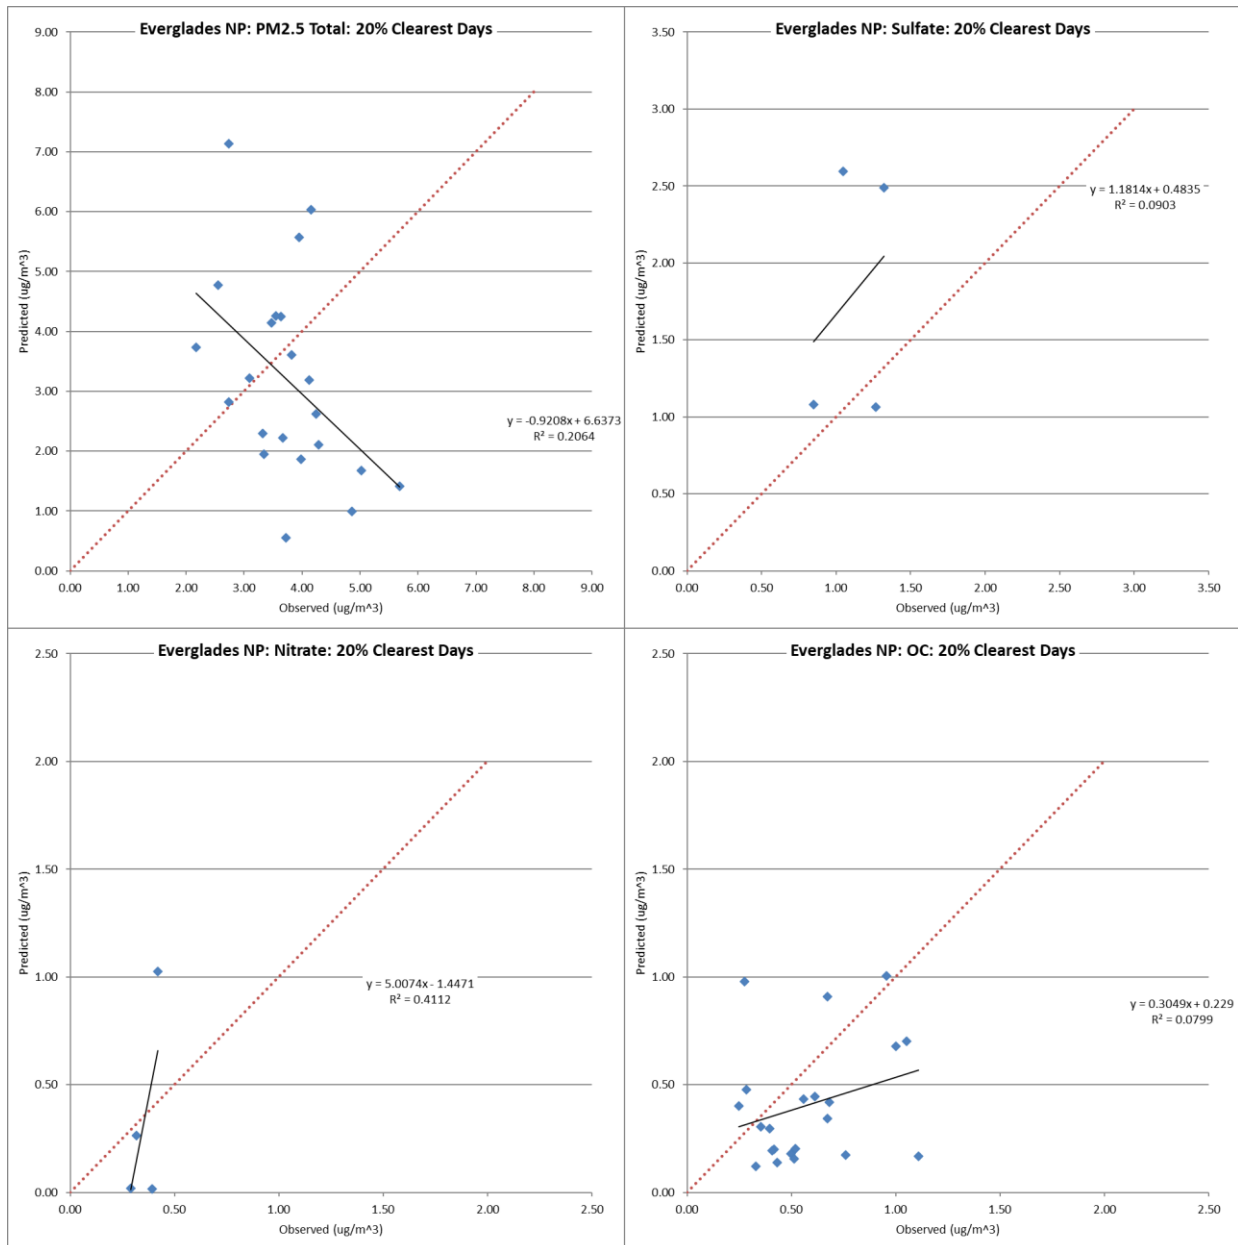 Everglades NP: PM2.5 Total: 20% Clearest Days
9.00
8.00
7.00
6.00
5.00
4.00
3.00
2.00
1.00
0.00
Predicted (ug/m^3)
y = -0.9208x + 6.6373
R² = 0.2064
0.00 1.00 2.00 3.00 4.00 5.00 6.00 7.00 8.00 9.00
Observed (ug/m^3)
Everglades NP: Sulfate: 20% Clearest Days
3.50
3.00
2.50
2.00
1.50
1.00
0.50
0.00
Predicted (ug/m^3)
y = 1.1814x + 0.4835
R² = 0.0903
0.00 0.50 1.00 1.50 2.00 2.50 3.00 3.50
Observed (ug/m^3)
Everglades NP: Nitrate: 20% Clearest Days
2.50
2.00
1.50
1.00
0.50
0.00
Predicted (ug/m^3)
y = 5.0074x - 1.4471
R² = 0.4112
0.00 0.50 1.00 1.50 2.00 2.50
Observed (ug/m^3)
Everglades NP: OC: 20% Clearest Days
2.50
2.00
1.50
1.00
0.50
0.00
Predicted (ug/m^3)
y = 0.3049x + 0.229
R² = 0.0799
0.00 0.50 1.00 1.50 2.00 2.50
Observed (ug/m^3)